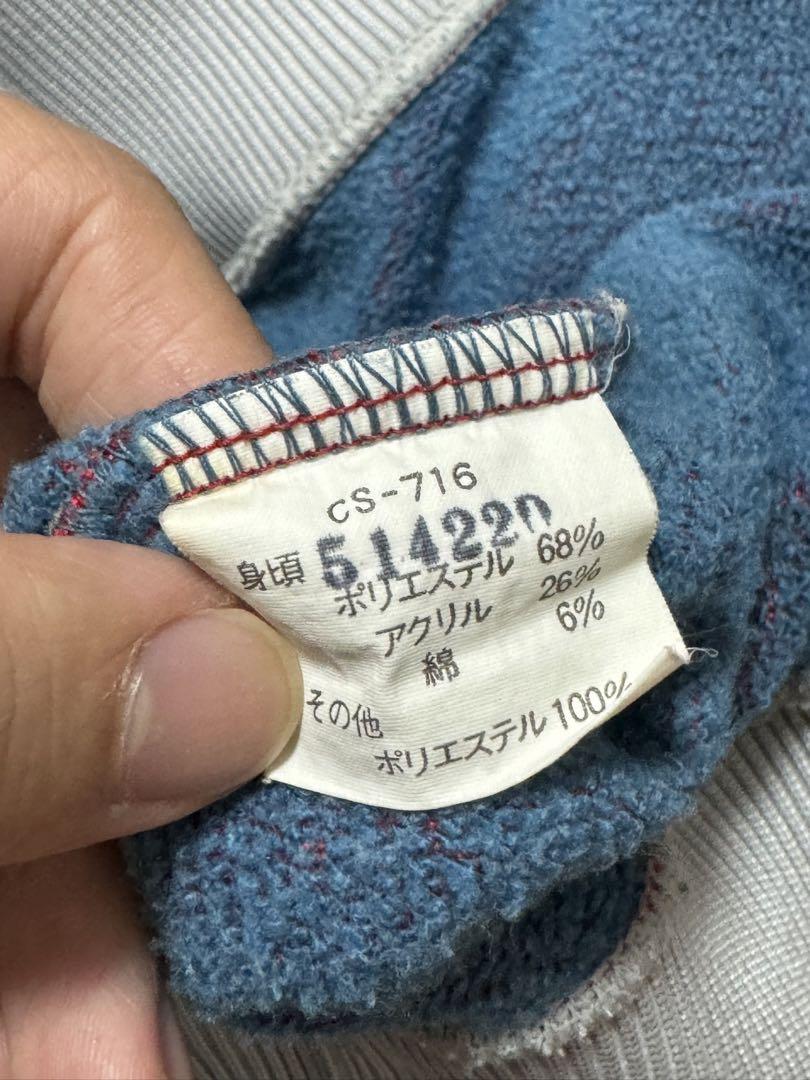 cS-716
514220
身頃 ポリエステル 68%
アクリル 26%
綿 6%
その他
ポリエステル 100%